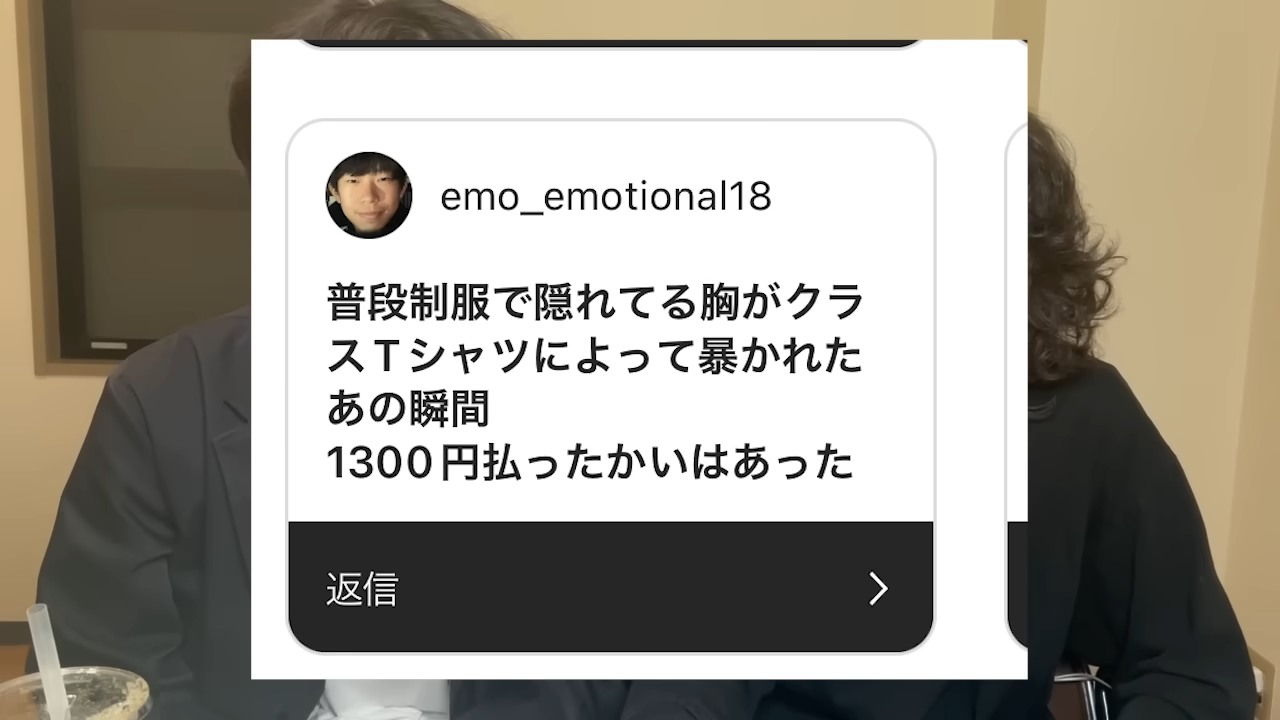 emo_emotional18
普段制服で隠れてる胸がクラ
スTシャツによって暴かれた
あの瞬間
1300円払ったかいはあった
返信